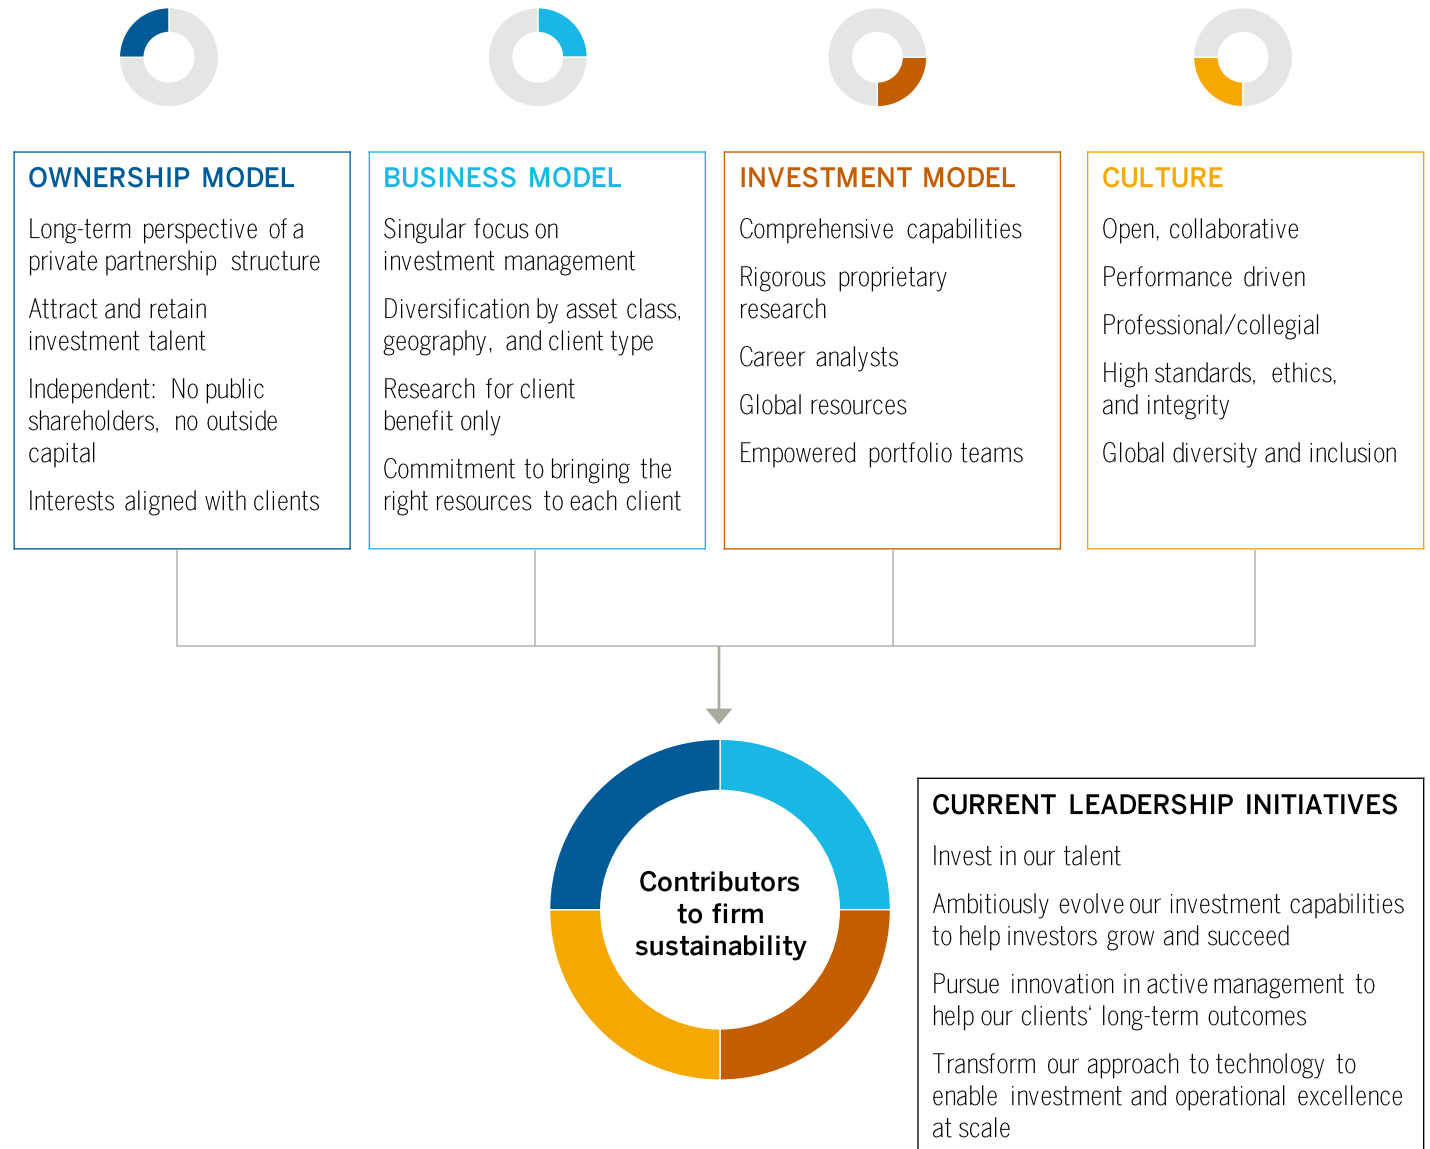 OWNERSHIP MODEL
Long-term perspective of a
private partnership structure
Attract and retain
investment talent
Independent: No public
shareholders, no outside
capital
Interests aligned with clients
BUSINESS MODEL
Singular focus on
investment management
Diversification by asset class,
geography, and client type
Research for client
benefit only
Commitment to bringing the
right resources to each client
INVESTMENT MODEL
Comprehensive capabilities
Rigorous proprietary
research
Career analysts
Global resources
Empowered portfolio teams
CULTURE
Open, collaborative
Performance driven
Professional/collegial
High standards, ethics,
and integrity
Global diversity and inclusion
Contributors
to firm
sustainability
CURRENT LEADERSHIP INITIATIVES
Invest in our talent
Ambitiously evolve our investment capabilities
to help investors grow and succeed
Pursue innovation in active management to
help our clients‘ long-term outcomes
Transform our approach to technology to
enable investment and operational excellence
at scale